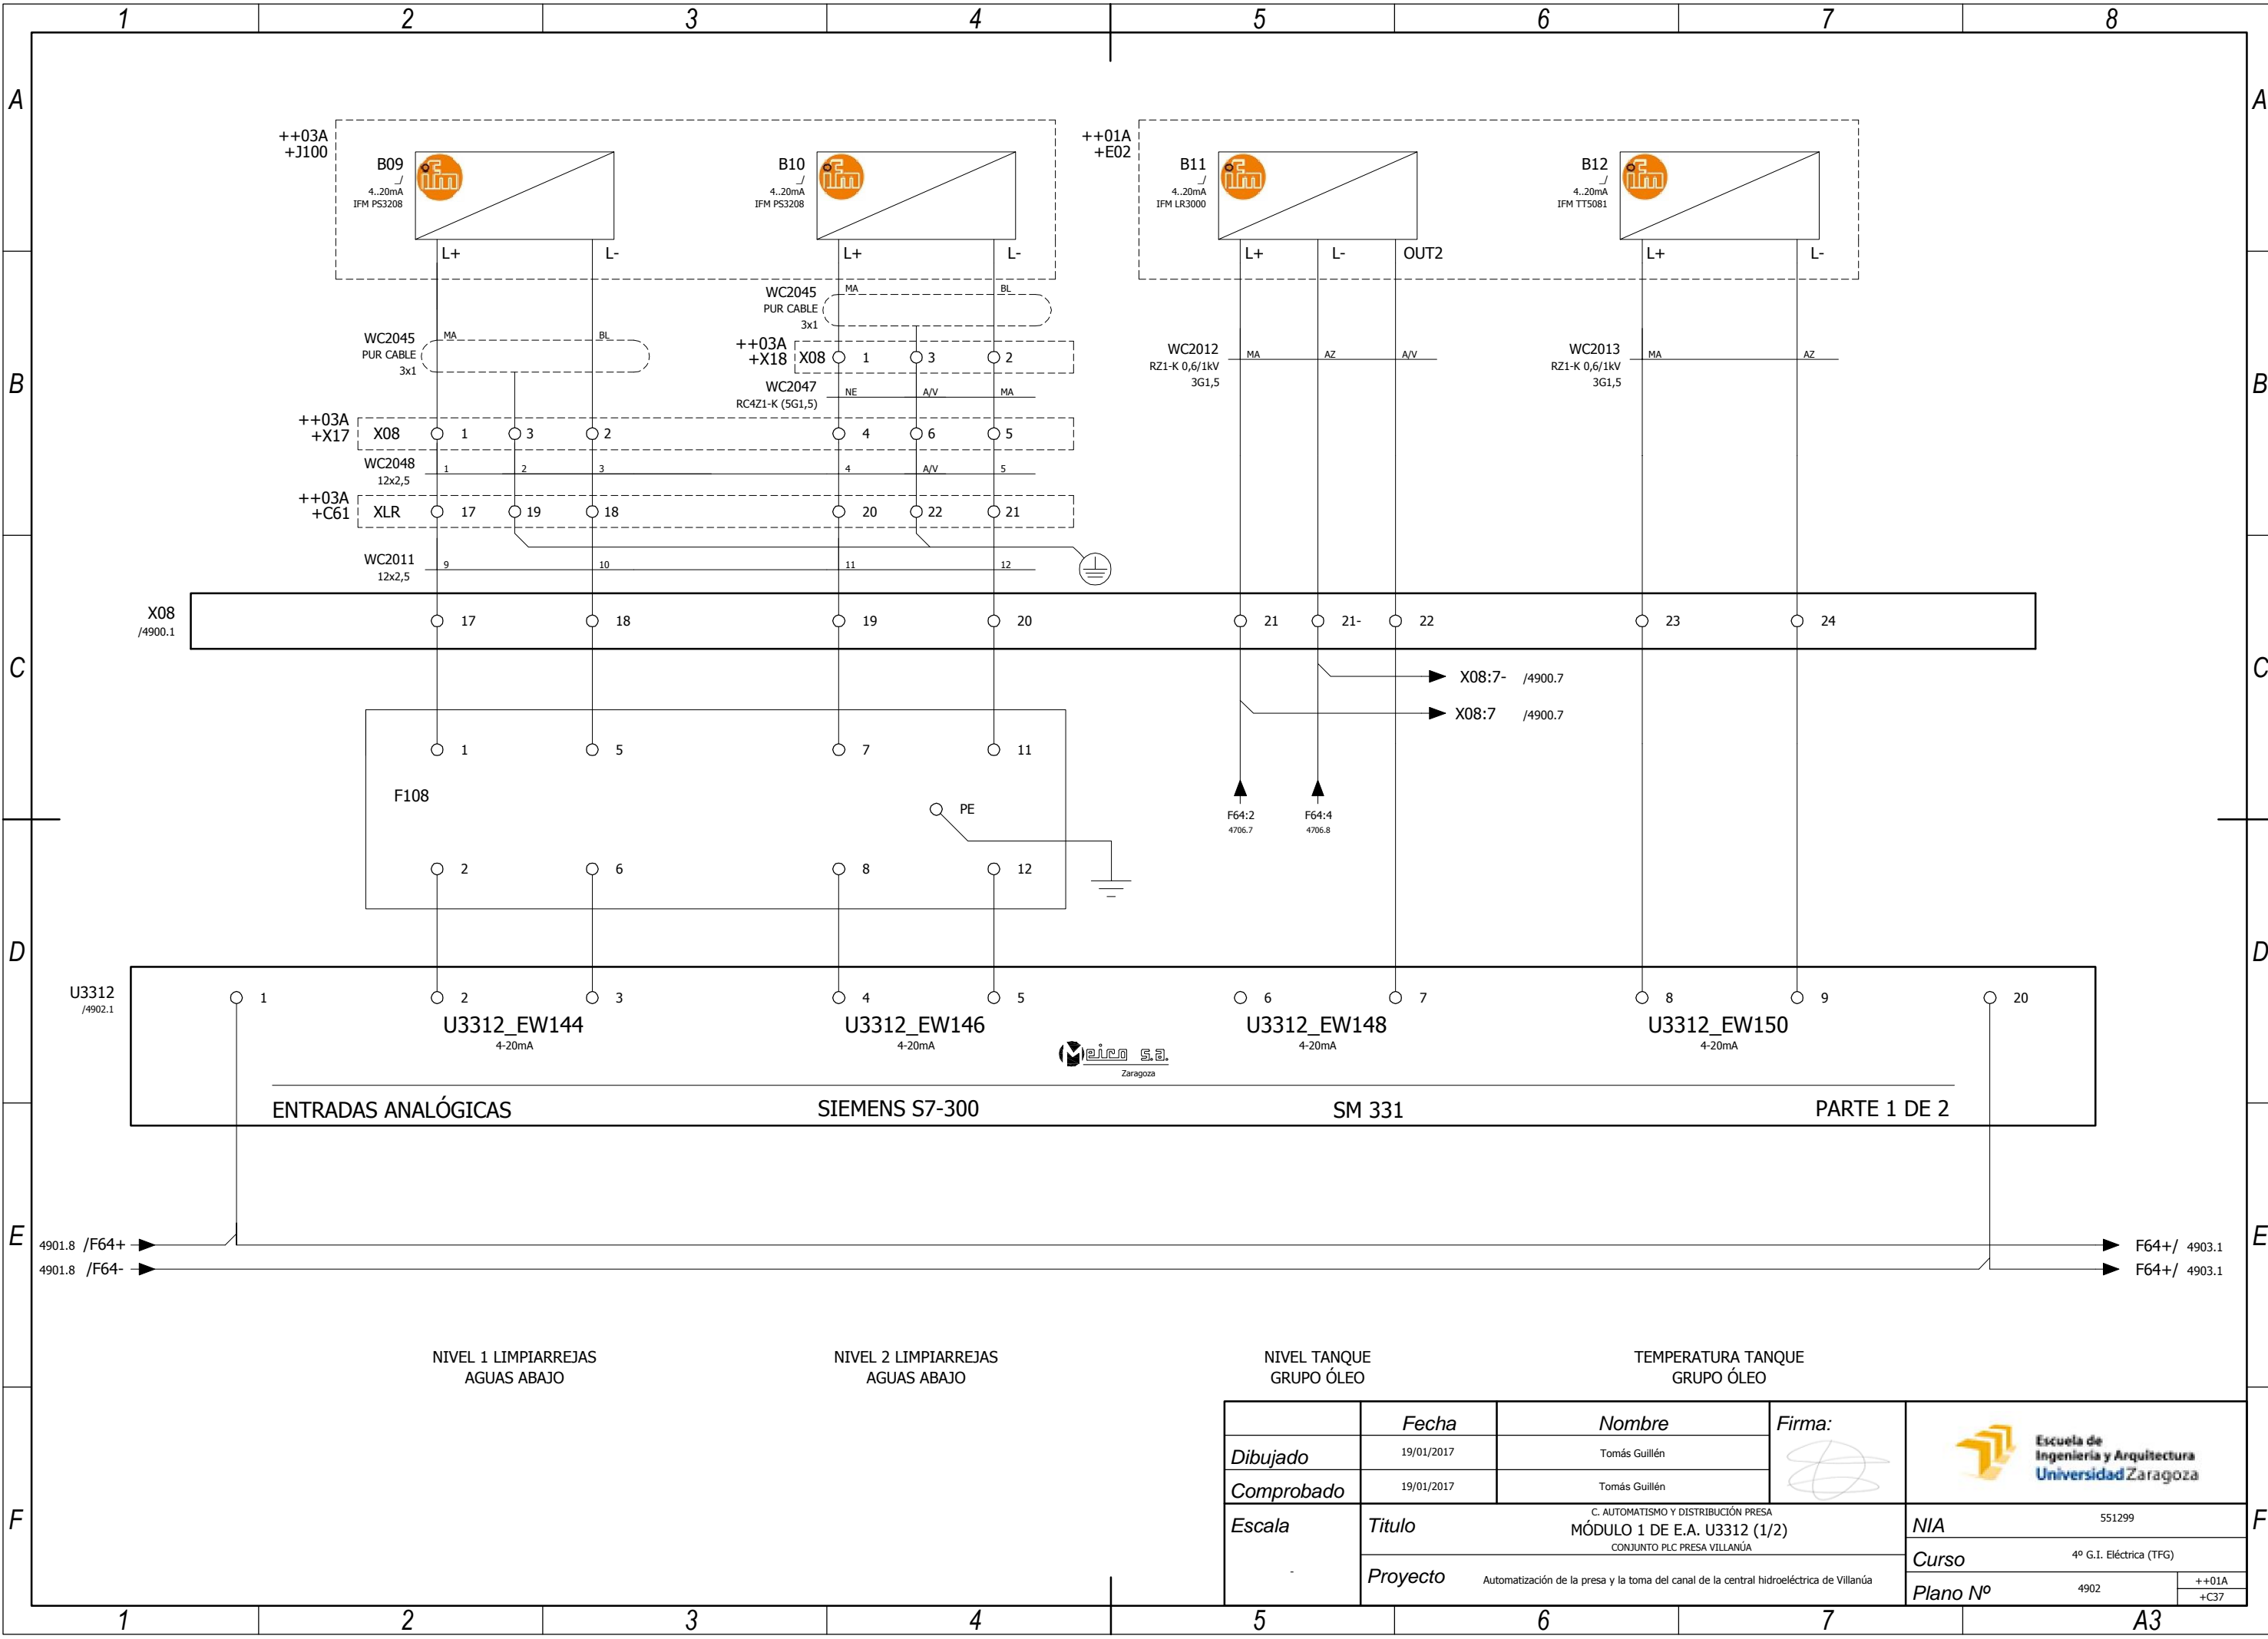 1 2 3 4 5 6 7 8
A A
++03A
+J100
B09
4..20mA
IFM PS3208
ifm
L+ L-
B10
4..20mA
IFM PS3208
ifm
L+ L-
++01A
+E02
B11
4..20mA
IFM LR3000
ifm
L+ L- OUT2
B12
4..20mA
IFM TT5081
ifm
L+ L-
B B
WC2045
PUR CABLE
3x1
MA BL
WC2045
PUR CABLE
3x1
MA BL
++03A
+X18 X08 1 3 2
WC2047
RC4Z1-K (5G1,5)
NE A/V MA
WC2012
RZ1-K 0,6/1kV
3G1,5
MA AZ A/V
WC2013
RZ1-K 0,6/1kV
3G1,5
MA AZ
++03A
+X17 X08 1 3 2 4 6 5
WC2048
12x2,5
1 2 3 4 A/V 5
++03A
+C61 XLR 17 19 18 20 22 21
WC2011
12x2,5
9 10 11 12
C C
X08
/4900.1
17 18 19 20 21 21- 22 23 24
X08:7- /4900.7
X08:7 /4900.7
1 5 7 11
F108
PE
2 6 8 12
F64:2
4706.7
F64:4
4706.8
D D
U3312
/4902.1
1 2 3 4 5 6 7 8 9 20
U3312_EW144
4-20mA
U3312_EW146
4-20mA
U3312_EW148
4-20mA
U3312_EW150
4-20mA
Meico s.a.
Zaragoza
ENTRADAS ANALÓGICAS SIEMENS S7-300 SM 331 PARTE 1 DE 2
E E
4901.8 /F64+
4901.8 /F64-
F64+/ 4903.1
F64+/ 4903.1
NIVEL 1 LIMPIARREJAS
AGUAS ABAJO
NIVEL 2 LIMPIARREJAS
AGUAS ABAJO
NIVEL TANQUE
GRUPO ÓLEO
TEMPERATURA TANQUE
GRUPO ÓLEO
F F
Fecha Nombre Firma:
Dibujado 19/01/2017 Tomás Guillén
Comprobado 19/01/2017 Tomás Guillén
Escala
-
Titulo
C. AUTOMATISMO Y DISTRIBUCIÓN PRESA
MÓDULO 1 DE E.A. U3312 (1/2)
CONJUNTO PLC PRESA VILLANÚA
Proyecto Automatización de la presa y la toma del canal de la central hidroeléctrica de Villanúa
Escuela de
Ingeniería y Arquitectura
Universidad Zaragoza
NIA 551299
Curso 4º G.I. Eléctrica (TFG)
Plano Nº 4902
++01A
+C37
1 2 3 4 5 6 7 A3